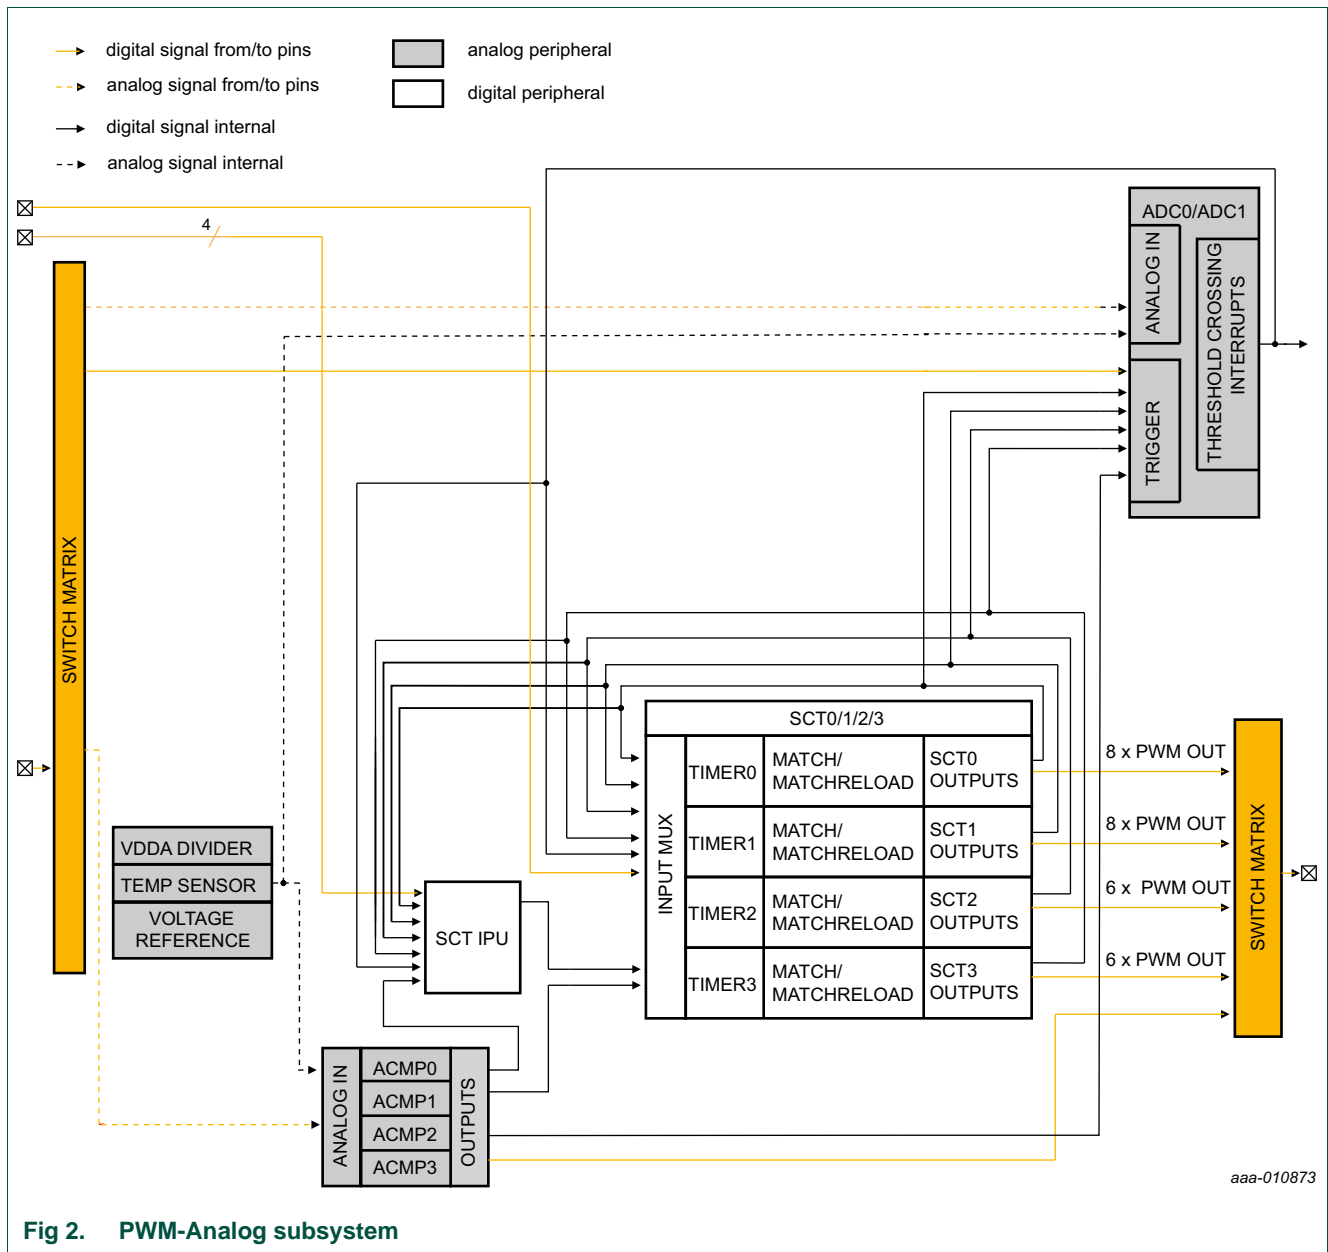 digital signal from/to pins
analog signal from/to pins
digital signal internal
analog signal internal
analog peripheral
digital peripheral
4
SWITCH MATRIX
ADC0/ADC1
ANALOG IN
TRIGGER
THRESHOLD CROSSING
INTERRUPTS
SCT0/1/2/3
INPUT MUX
TIMER0
MATCH/
MATCHRELOAD
SCT0
OUTPUTS
TIMER1
MATCH/
MATCHRELOAD
SCT1
OUTPUTS
TIMER2
MATCH/
MATCHRELOAD
SCT2
OUTPUTS
TIMER3
MATCH/
MATCHRELOAD
SCT3
OUTPUTS
8 x PWM OUT
8 x PWM OUT
6 x PWM OUT
6 x PWM OUT
SWITCH MATRIX
VDDA DIVIDER
TEMP SENSOR
VOLTAGE
REFERENCE
SCT IPU
ANALOG IN
ACMP0
ACMP1
ACMP2
ACMP3
OUTPUTS
aaa-010873
Fig 2. PWM-Analog subsystem